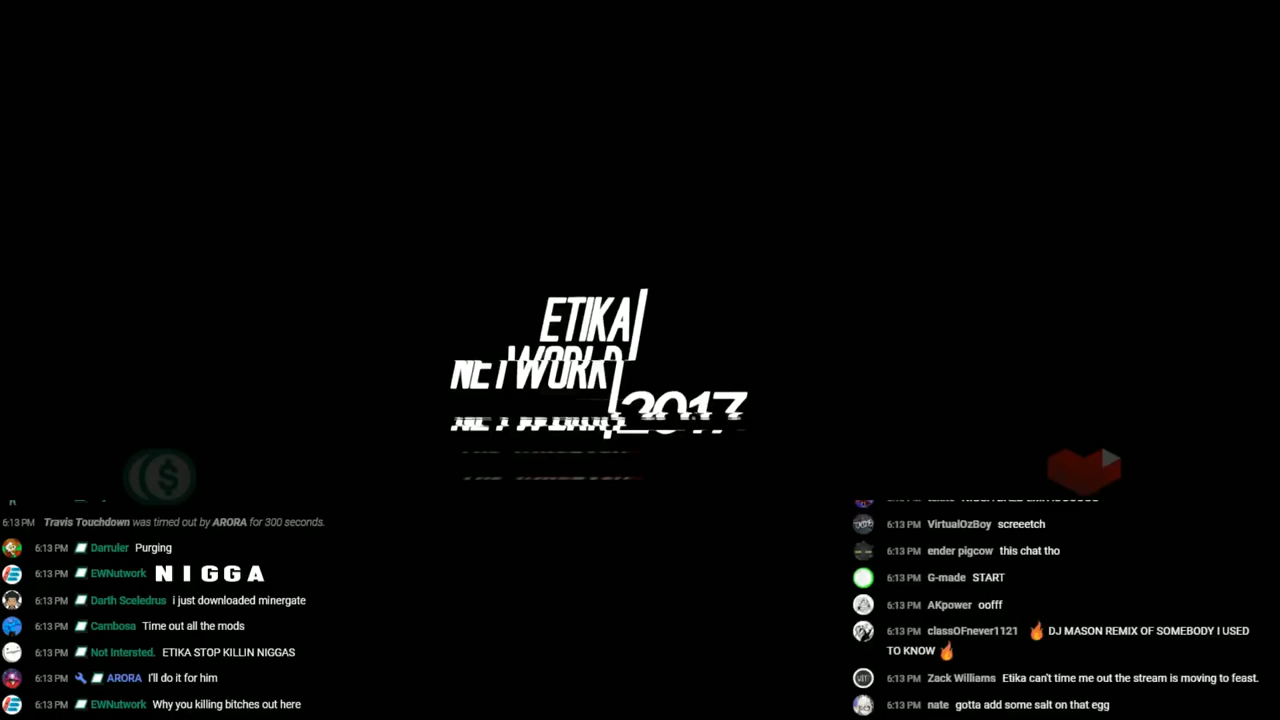 ETIKA
WORLD
NETWORK
2017
6:13 PM Travis Touchdown was timed out by ARORA for 300 seconds.
6:13 PM Darruler Purging
6:13 PM EWNutwork N I G G A
6:13 PM Darth Sceledrus i just downloaded minergate
6:13 PM Cambosa Time out all the mods
6:13 PM Not Intersted. ETIKA STOP KILLIN NIGGAS
6:13 PM ARORA I'll do it for him
6:13 PM EWNutwork Why you killing bitches out here
6:13 PM VirtualOzBoy screeetch
6:13 PM ender pigcow this chat tho
6:13 PM G-made START
6:13 PM AKpower oofff
6:13 PM classOFnever1121 🔥 DJ MASON REMIX OF SOMEBODY I USED
TO KNOW 🔥
6:13 PM Zack Williams Etika can't time me out the stream is moving to feast.
6:13 PM nate gotta add some salt on that egg